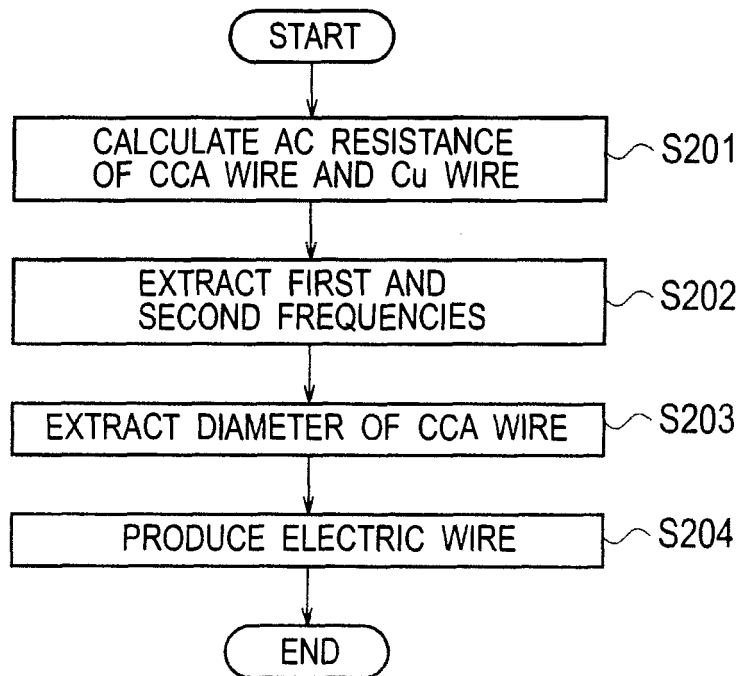 START
CALCULATE AC RESISTANCE
OF CCA WIRE AND Cu WIRE
S201
EXTRACT FIRST AND
SECOND FREQUENCIES
S202
EXTRACT DIAMETER OF CCA WIRE
S203
PRODUCE ELECTRIC WIRE
S204
END